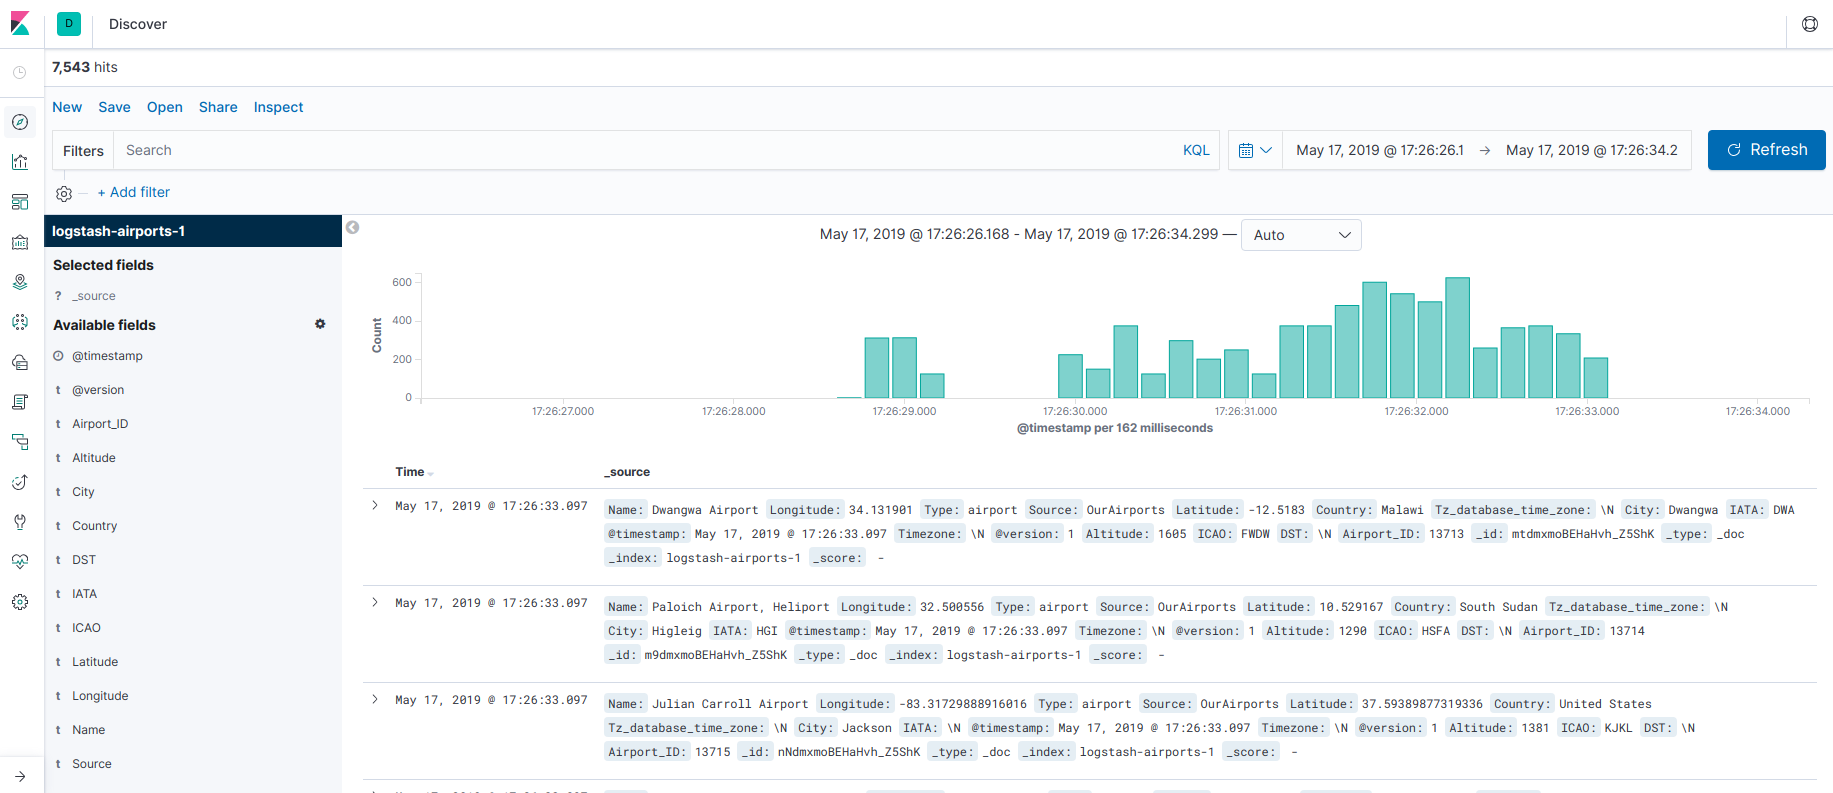 D Discover
7,543 hits
New Save Open Share Inspect
Filters Search KQL May 17, 2019 @ 17:26:26.1 → May 17, 2019 @ 17:26:34.2 Refresh
+ Add filter
logstash-airports-1
Selected fields
? _source
Available fields
@timestamp
t @version
t Airport_ID
t Altitude
t City
t Country
t DST
t IATA
t ICAO
t Latitude
t Longitude
t Name
t Source
May 17, 2019 @ 17:26:26.168 - May 17, 2019 @ 17:26:34.299 — Auto
Count
600
400
200
0
17:26:27.000 17:26:28.000 17:26:29.000 17:26:30.000 17:26:31.000 17:26:32.000 17:26:33.000 17:26:34.000
@timestamp per 162 milliseconds
Time _source
May 17, 2019 @ 17:26:33.097 Name: Dwangwa Airport Longitude: 34.131901 Type: airport Source: OurAirports Latitude: -12.5183 Country: Malawi Tz_database_time_zone: \N City: Dwangwa IATA: DWA
@timestamp: May 17, 2019 @ 17:26:33.097 Timezone: \N @version: 1 Altitude: 1605 ICAO: FWDW DST: \N Airport_ID: 13713 _id: mtdmxmoBEHaHvh_Z5ShK _type: _doc
_index: logstash-airports-1 _score: -
May 17, 2019 @ 17:26:33.097 Name: Paloich Airport, Heliport Longitude: 32.500556 Type: airport Source: OurAirports Latitude: 10.529167 Country: South Sudan Tz_database_time_zone: \N
City: Higleig IATA: HGI @timestamp: May 17, 2019 @ 17:26:33.097 Timezone: \N @version: 1 Altitude: 1290 ICAO: HSFA DST: \N Airport_ID: 13714
_id: m9dmxmoBEHaHvh_Z5ShK _type: _doc _index: logstash-airports-1 _score: -
May 17, 2019 @ 17:26:33.097 Name: Julian Carroll Airport Longitude: -83.31729888916016 Type: airport Source: OurAirports Latitude: 37.59389877319336 Country: United States
Tz_database_time_zone: \N City: Jackson IATA: \N @timestamp: May 17, 2019 @ 17:26:33.097 Timezone: \N @version: 1 Altitude: 1381 ICAO: KJKL DST: \N
Airport_ID: 13715 _id: nNdmxmoBEHaHvh_Z5ShK _type: _doc _index: logstash-airports-1 _score: -